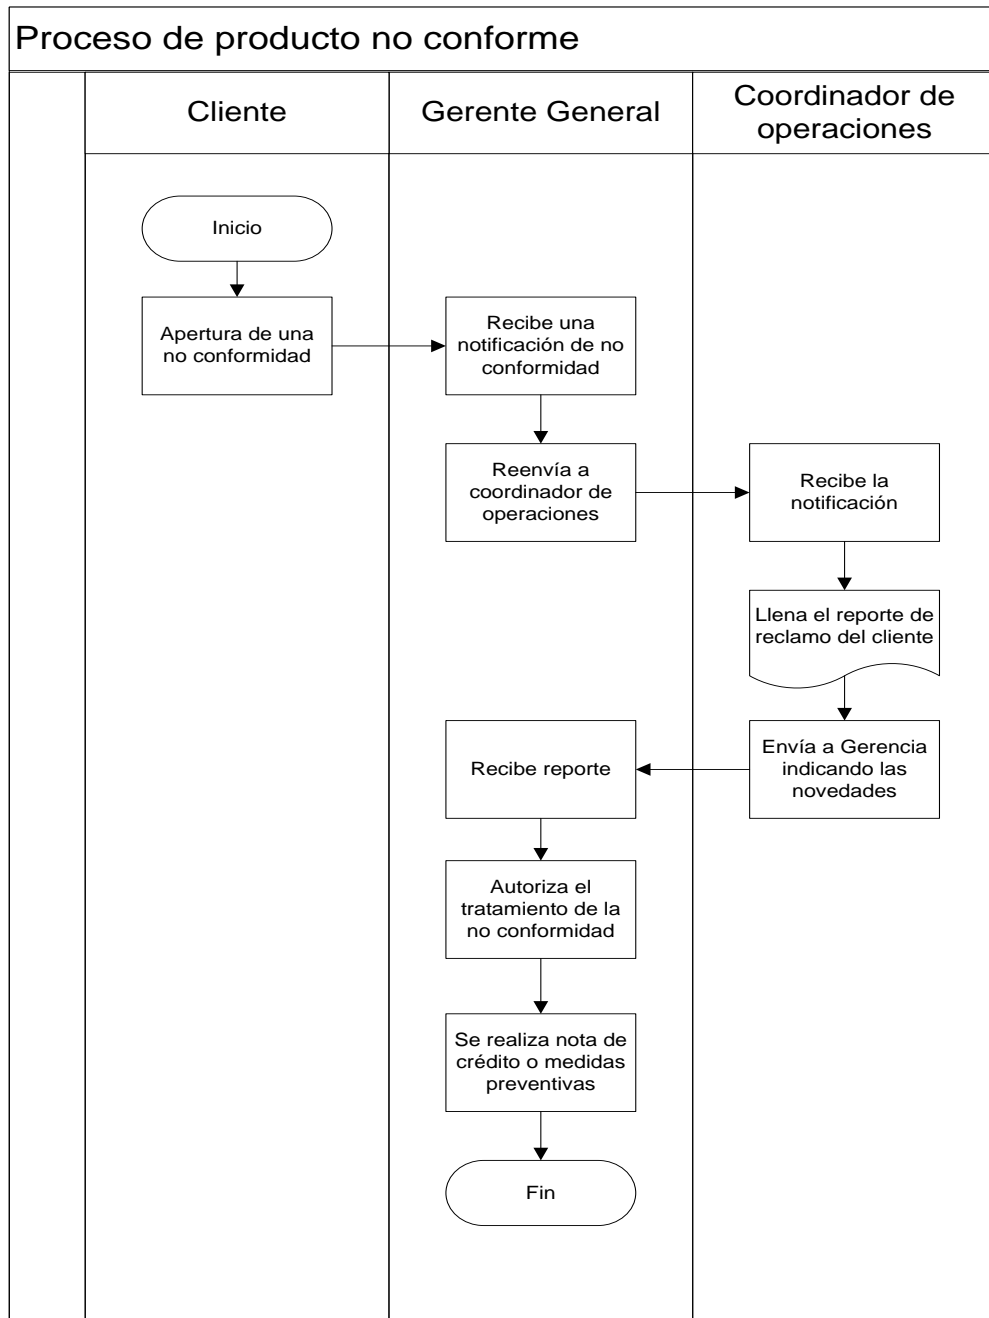 Proceso de producto no conforme
Cliente
Gerente General
Coordinador de
operaciones
Inicio
Apertura de una
no conformidad
Recibe una
notificación de no
conformidad
Reenvía a
coordinador de
operaciones
Recibe la
notificación
Llena el reporte de
reclamo del cliente
Envía a Gerencia
indicando las
novedades
Recibe reporte
Autoriza el
tratamiento de la
no conformidad
Se realiza nota de
crédito o medidas
preventivas
Fin